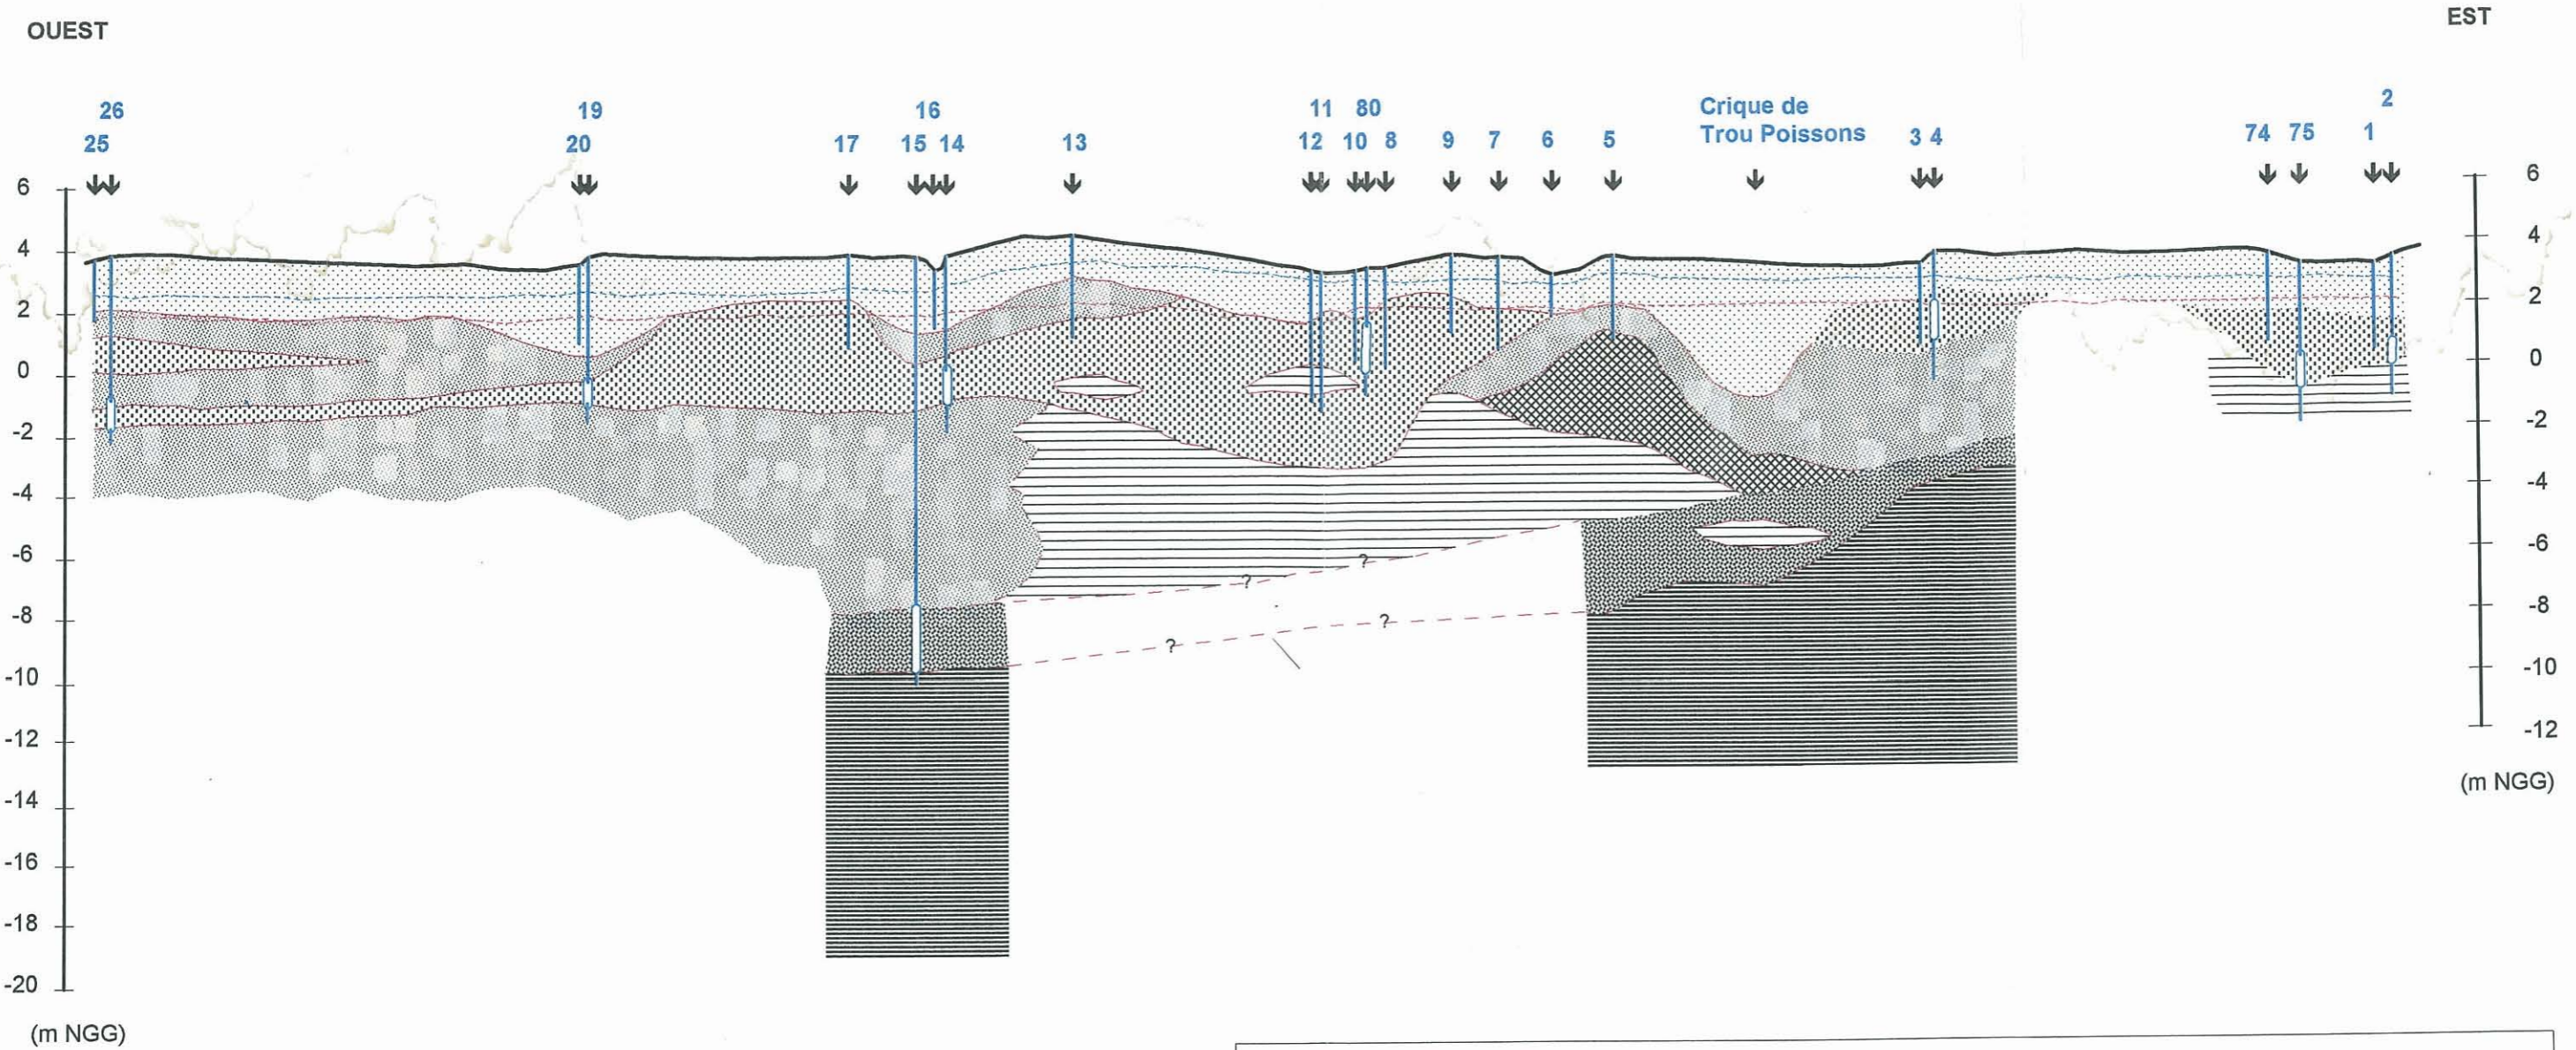 OUEST
EST
26 19 16 11 80 Crique de 2
25 20 17 15 14 13 12 10 8 9 7 6 5 Trou Poissons 3 4 74 75 1
6 6
4 4
2 2
0 0
-2 -2
-4 -4
-6 -6
-8 -8
-10 -10
-12 -12
-14 (m NGG)
-16
-18
-20
(m NGG)
? ?
? ?